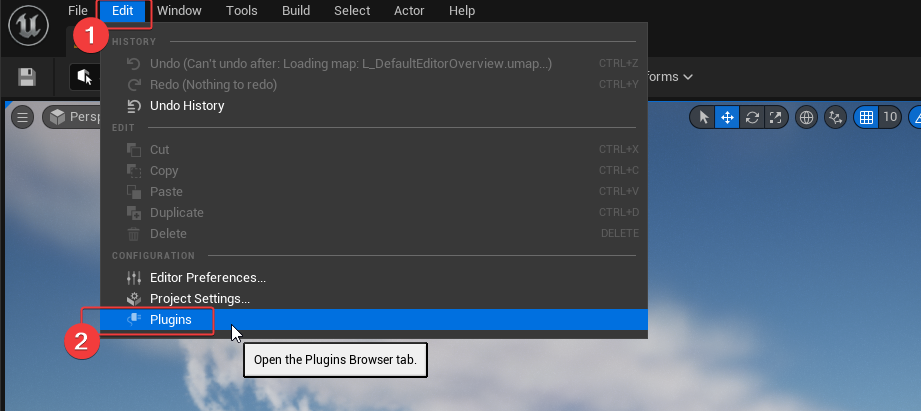 File Edit Window Tools Build Select Actor Help
1
HISTORY
Undo (Can't undo after: Loading map: L_DefaultEditorOverview.umap...) CTRL+Z
Redo (Nothing to redo) CTRL+Y
forms
Undo History
Persp
10
EDIT
Cut CTRL+X
Copy CTRL+C
Paste CTRL+V
Duplicate CTRL+D
Delete DELETE
CONFIGURATION
Editor Preferences...
Project Settings...
2 Plugins
Open the Plugins Browser tab.